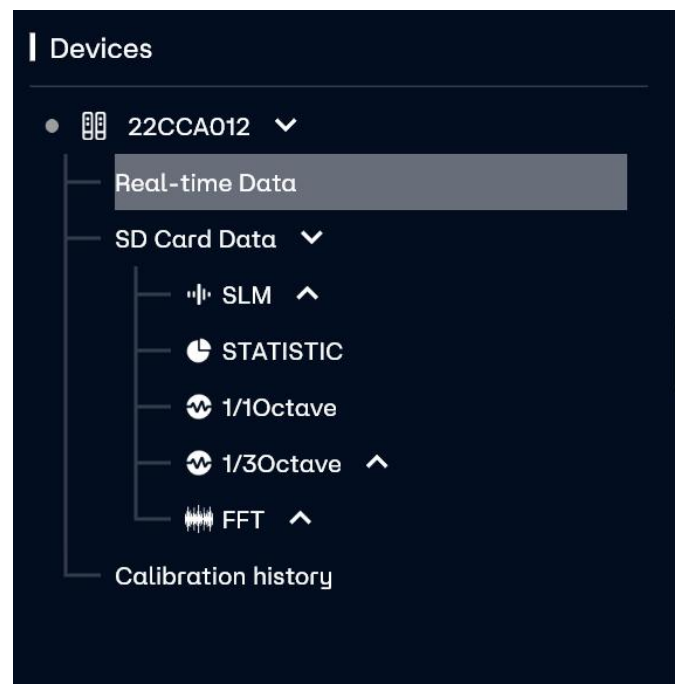 Devices
22CCA012
Real-time Data
SD Card Data
SLM
STATISTIC
1/1Octave
1/3Octave
FFT
Calibration history